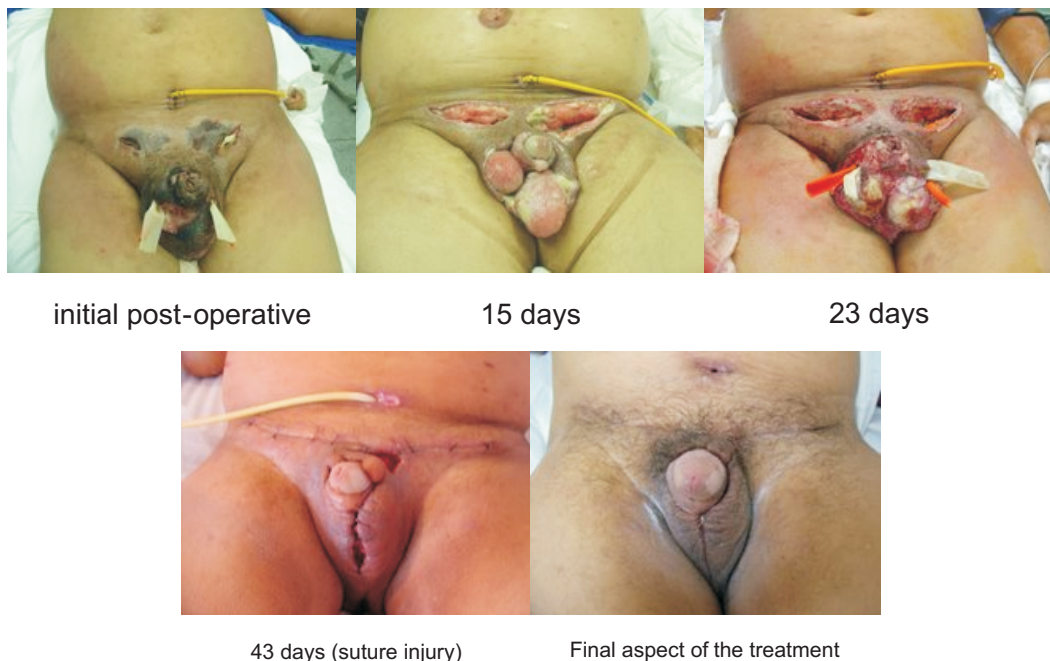 initial post-operative
15 days
23 days
43 days (suture injury)
Final aspect of the treatment